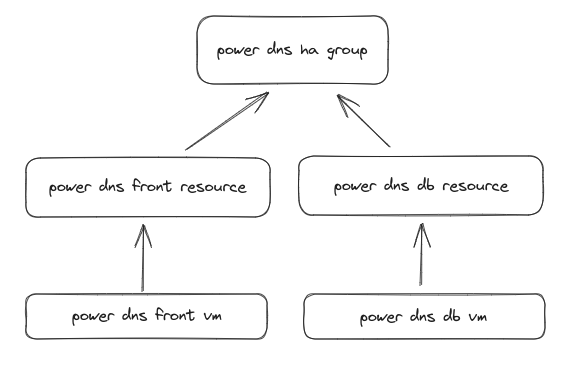 power dns ha group
power dns front resource
power dns db resource
power dns front vm
power dns db vm